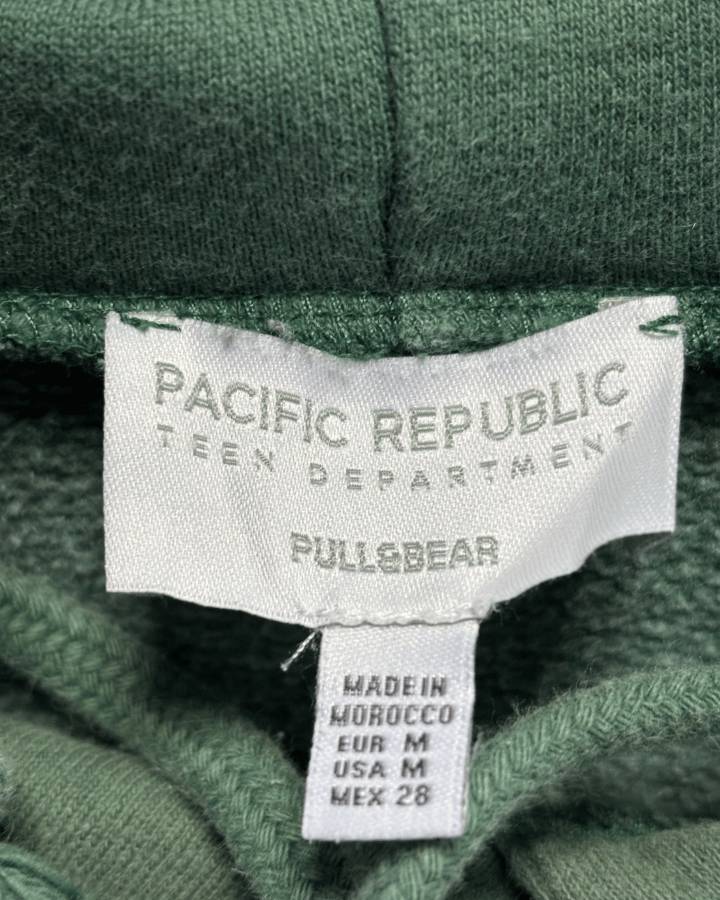 PACIFIC REPUBLIC
TEEN DEPARTMENT
PULL&BEAR
MADE IN
MOROCCO
EUR M
USA M
MEX 28